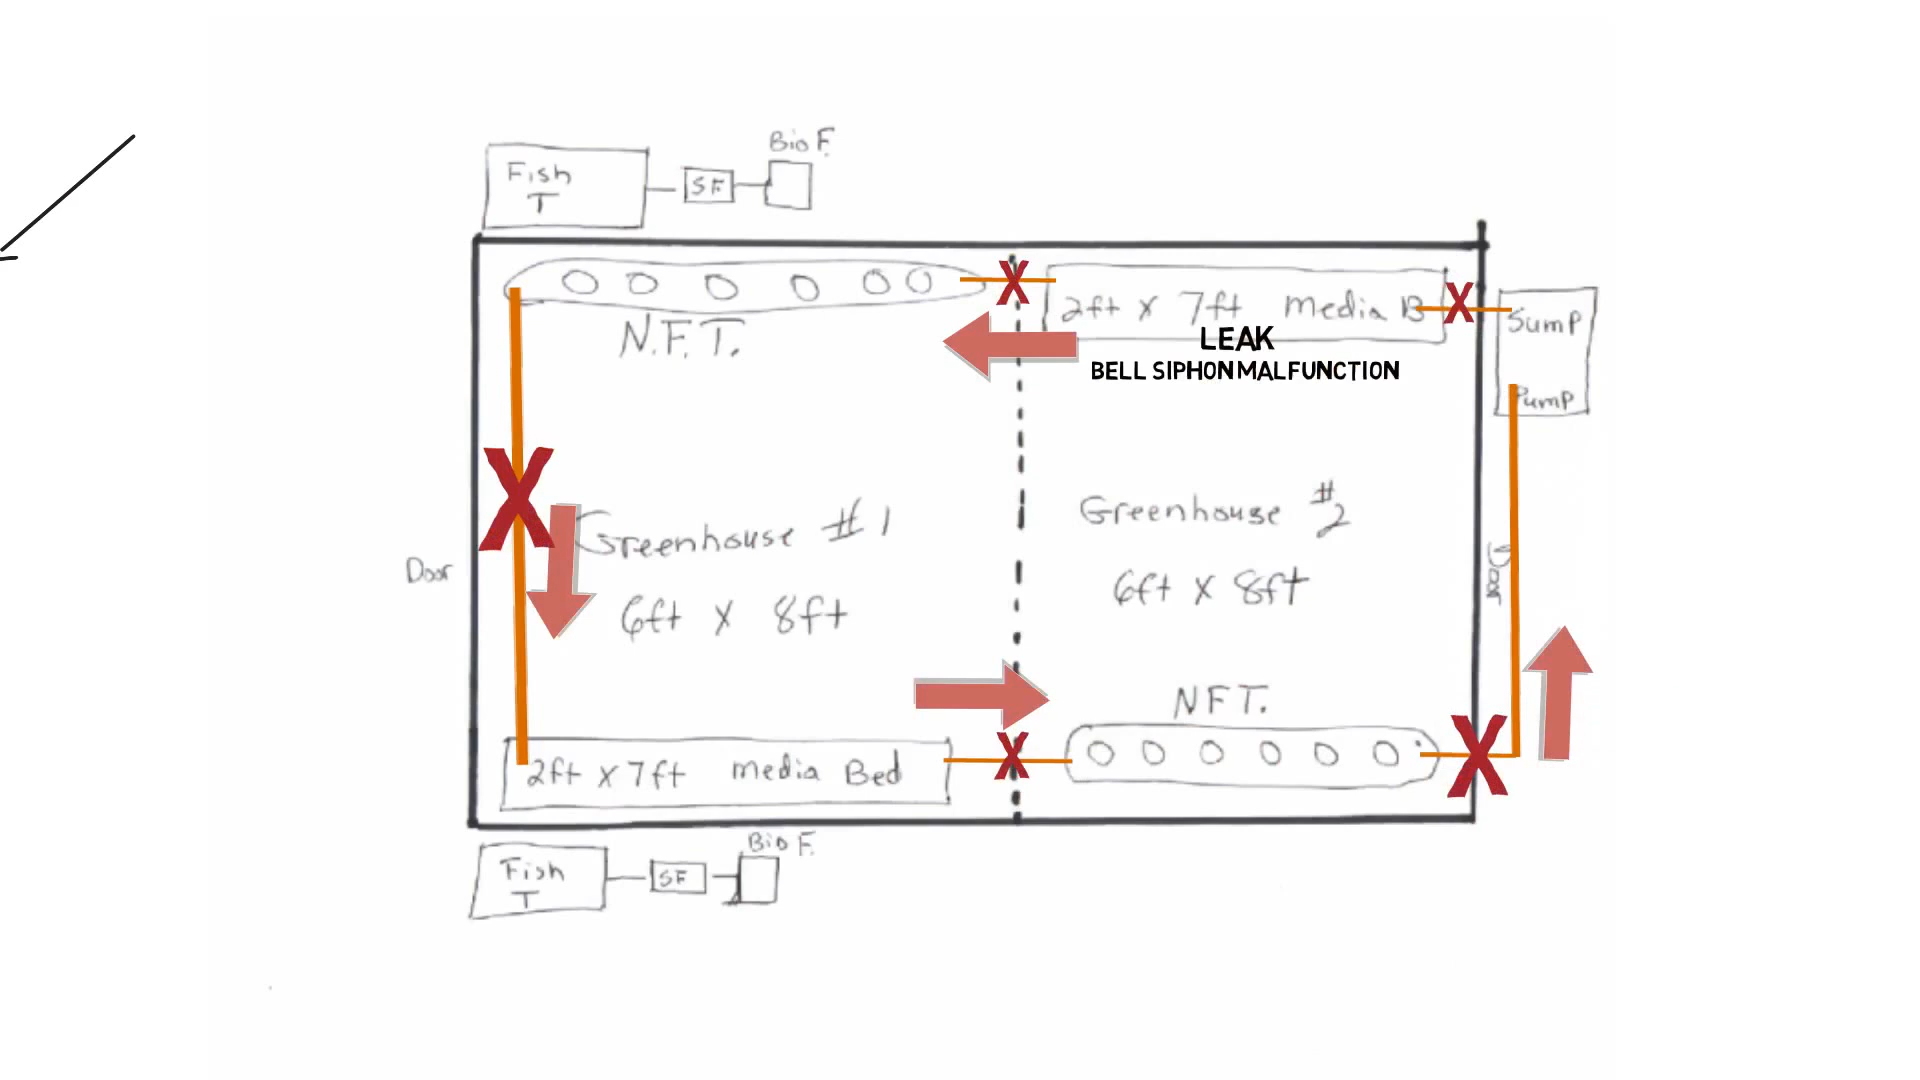 Bio F.
Fish
T
SF
N.F.T.
2ft x 7ft media B
LEAK
BELL SIPHON MALFUNCTION
Sump
Pump
Greenhouse #1
6ft x 8ft
Greenhouse #2
6ft x 8ft
Door
Door
NFT.
2ft x 7ft media Bed
X
X
X
X
X
Bio F.
Fish
T
SF